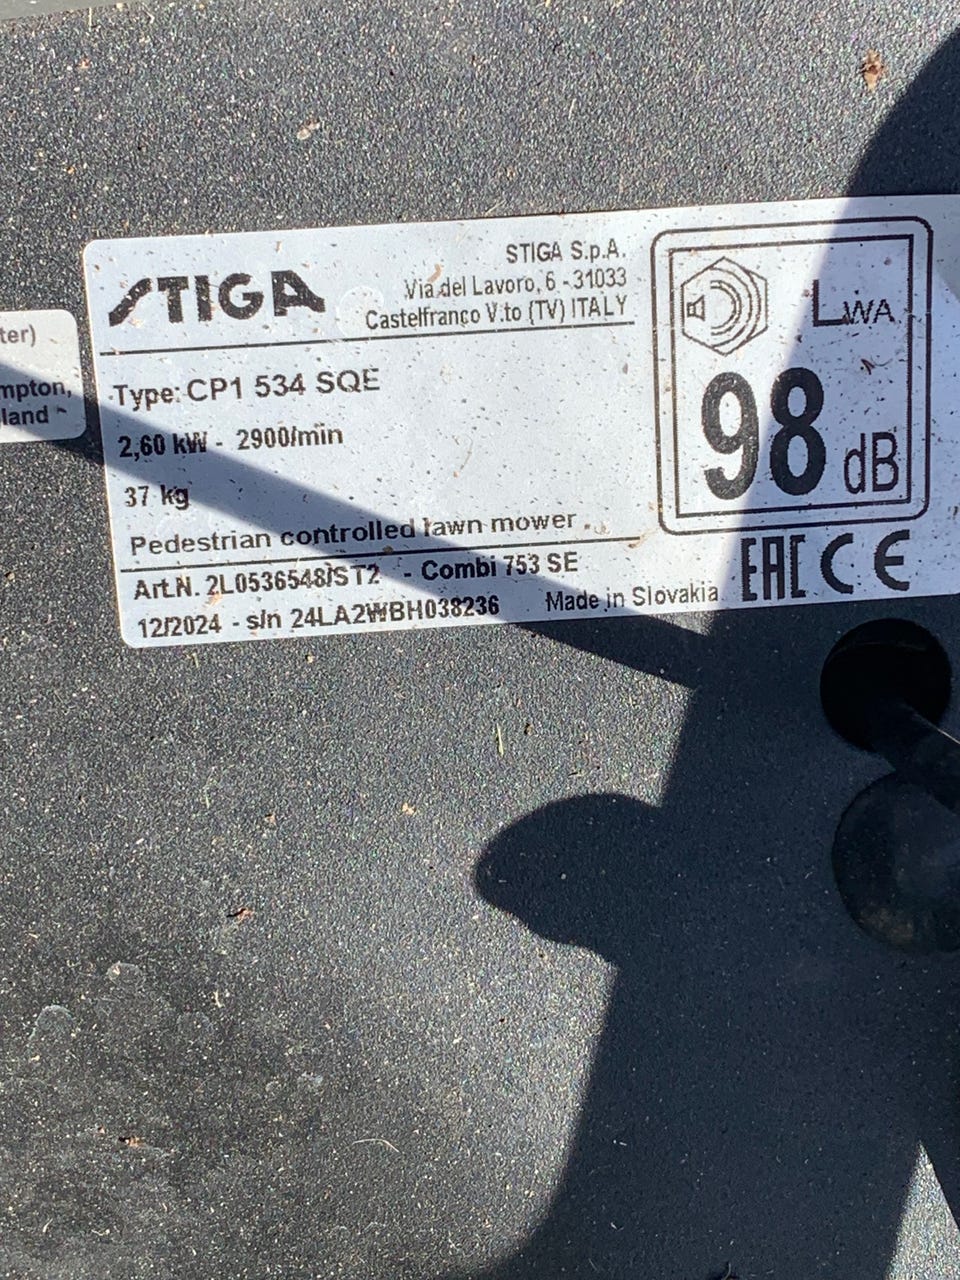 ter)
mpton,
land
STIGA
STIGA S.p.A.
Via del Lavoro, 6 - 31033
Castelfranco V.to (TV) ITALY
Type: CP1 534 SQE
2,60 kW - 2900/min
37 kg
Pedestrian controlled lawn mower
Art.N. 2L0536548/ST2 - Combi 753 SE
12/2024 - s/n 24LA2WBH038236 Made in Slovakia
LWA
98 dB
EAC CE